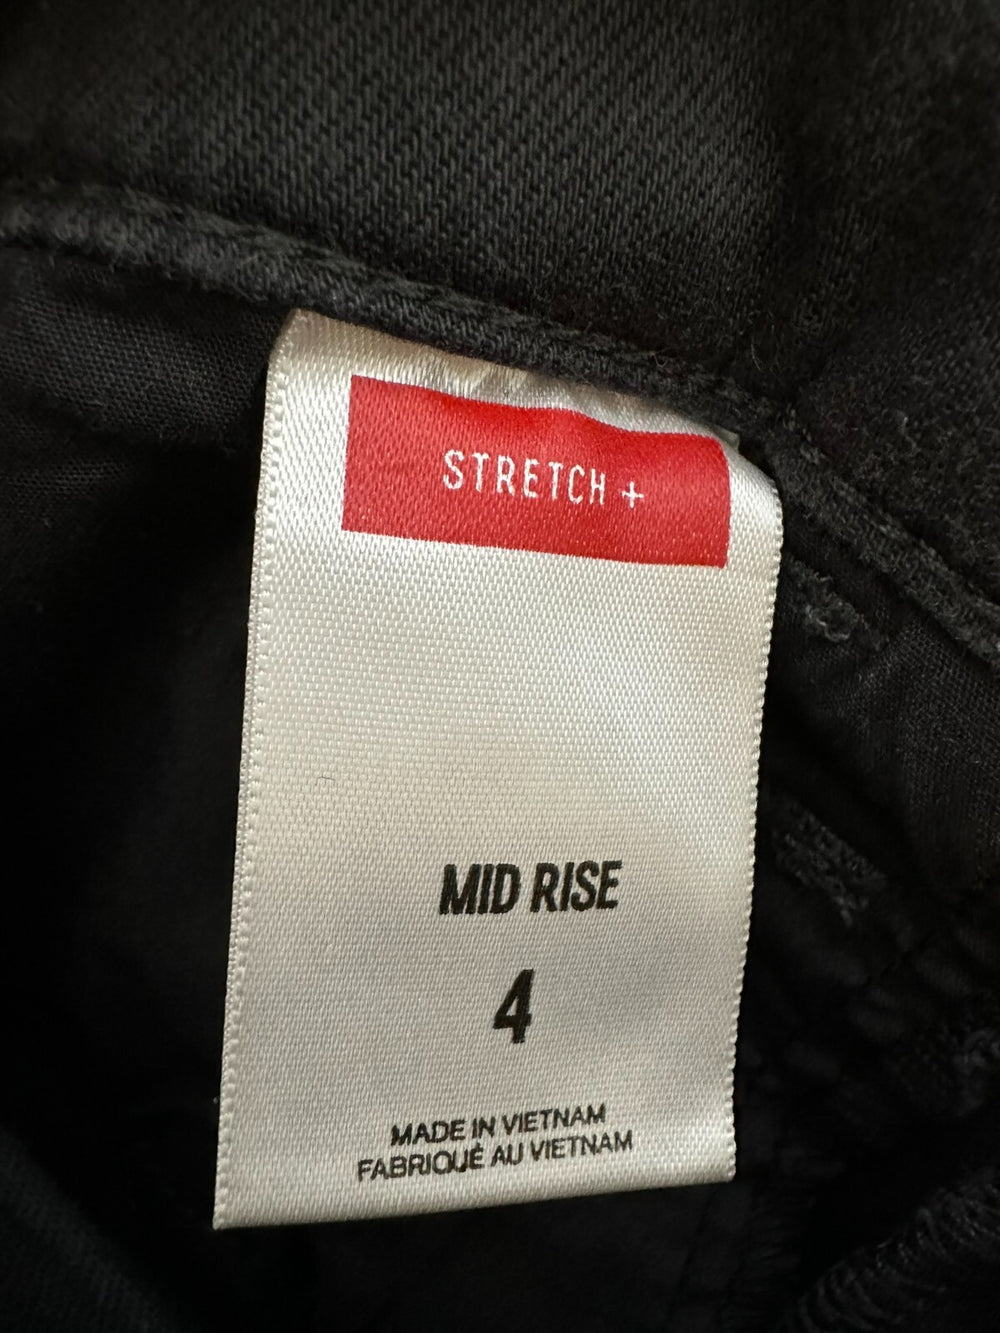 STRETCH +
MID RISE
4
MADE IN VIETNAM
FABRIQUÉ AU VIETNAM